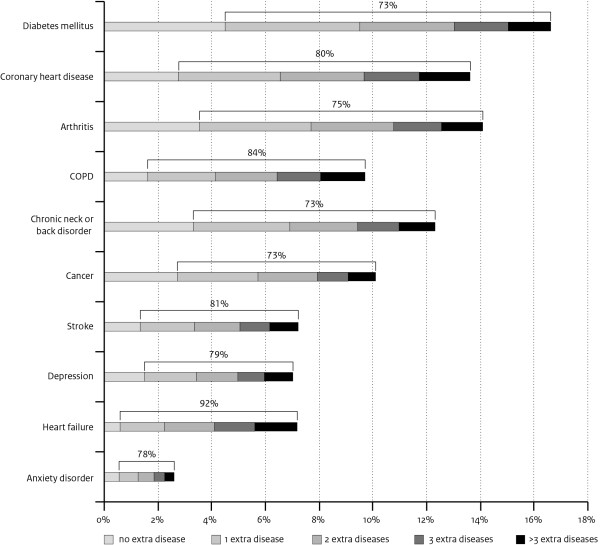 73%
Diabetes mellitus
80%
Coronary heart disease
75%
Arthritis
84%
COPD
73%
Chronic neck or
back disorder
73%
Cancer
81%
Stroke
79%
Depression
92%
Heart failure
78%
Anxiety disorder
0% 2% 4% 6% 8% 10% 12% 14% 16% 18%
no extra disease 1 extra disease 2 extra diseases 3 extra diseases >3 extra diseases